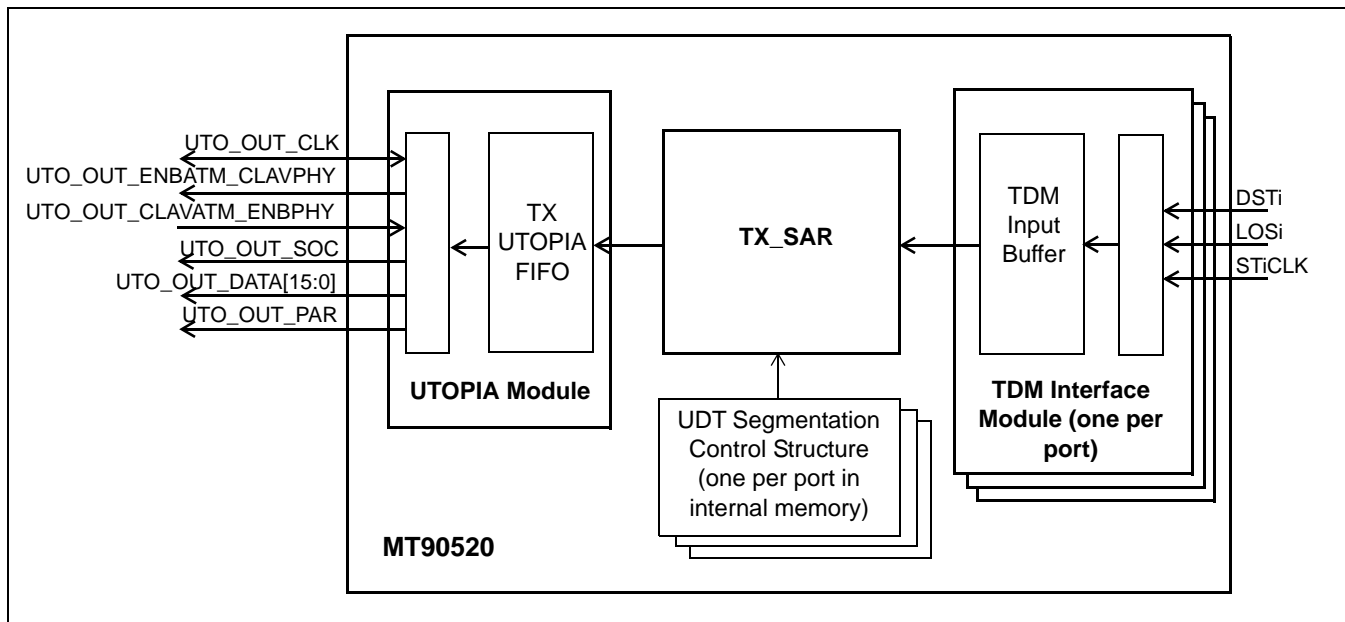 UTO_OUT_CLK
UTO_OUT_ENBATM_CLAVPHY
UTO_OUT_CLAVATM_ENBPHY
UTO_OUT_SOC
UTO_OUT_DATA[15:0]
UTO_OUT_PAR
TX
UTOPIA
FIFO
UTOPIA Module
TX_SAR
UDT Segmentation
Control Structure
(one per port in
internal memory)
TDM
Input
Buffer
TDM Interface
Module (one per
port)
DSTi
LOSi
STiCLK
MT90520